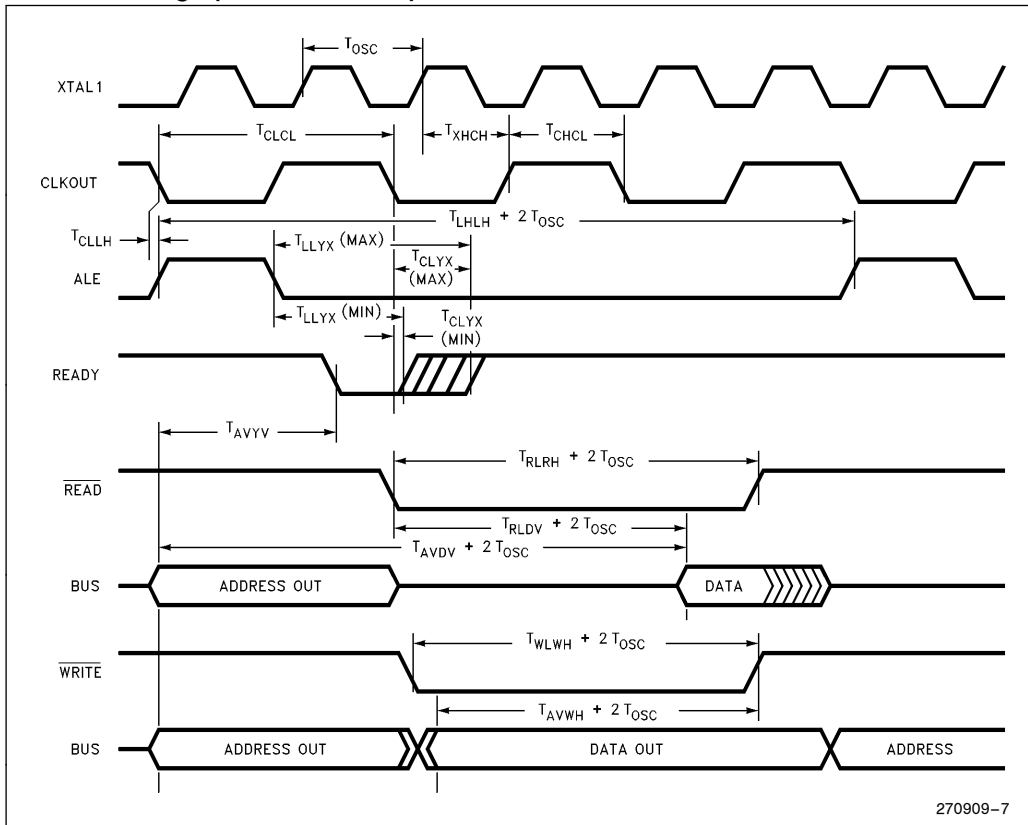 T_OSC
XTAL1
T_CLCL
T_XHCH
T_CHCL
CLKOUT
T_LHLH + 2 T_OSC
T_CLLH
T_LLYX (MAX)
T_CLYX
(MAX)
ALE
T_LLYX (MIN)
T_CLYX
(MIN)
READY
T_AVYV
T_RLRH + 2 T_OSC
READ
T_RLDV + 2 T_OSC
T_AVDV + 2 T_OSC
BUS
ADDRESS OUT
DATA
T_WLWH + 2 T_OSC
WRITE
T_AVWH + 2 T_OSC
BUS
ADDRESS OUT
DATA OUT
ADDRESS
270909-7